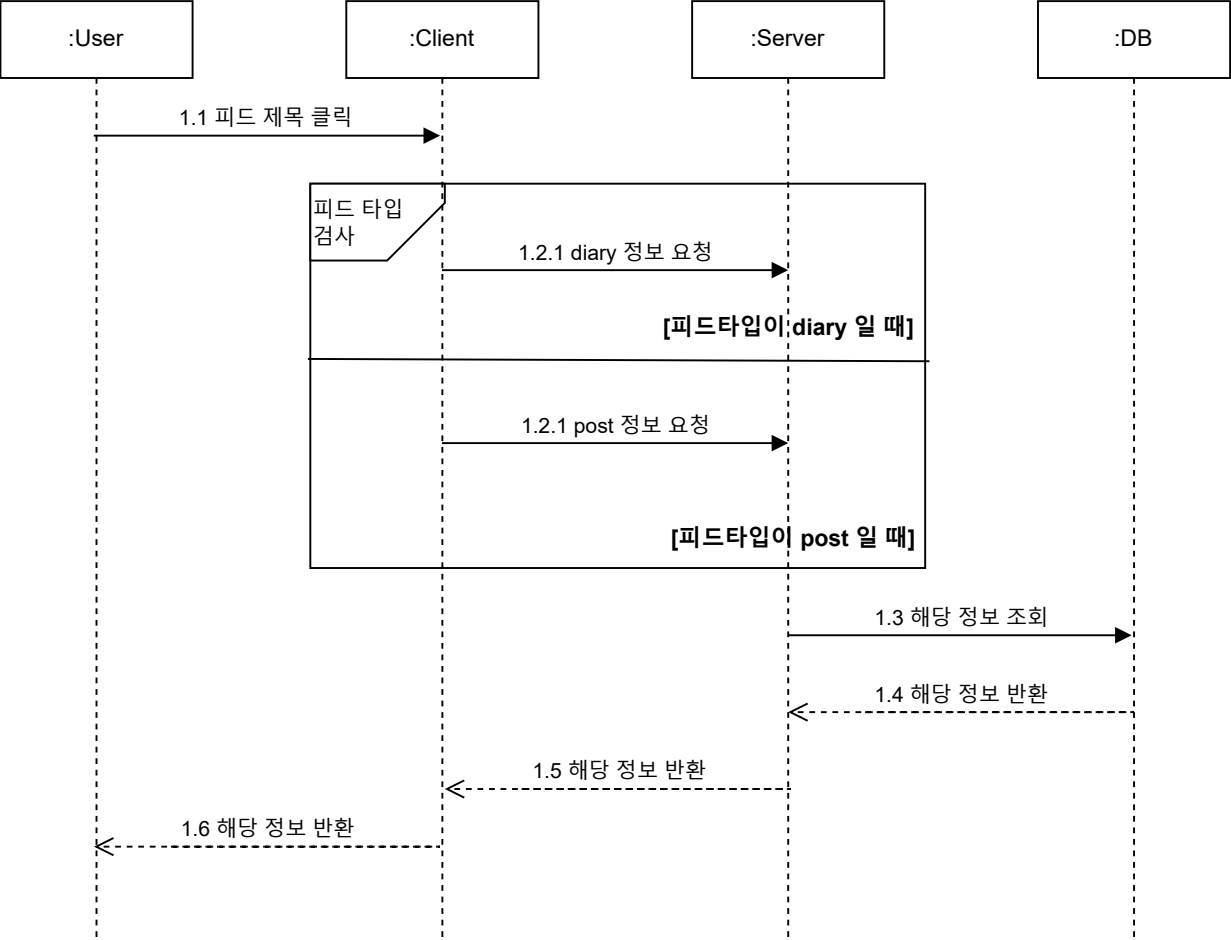 :User
:Client
:Server
:DB
1.1 피드 제목 클릭
피드 타입
검사
1.2.1 diary 정보 요청
[피드타입이 diary 일 때]
1.2.1 post 정보 요청
[피드타입이 post 일 때]
1.3 해당 정보 조회
1.4 해당 정보 반환
1.5 해당 정보 반환
1.6 해당 정보 반환